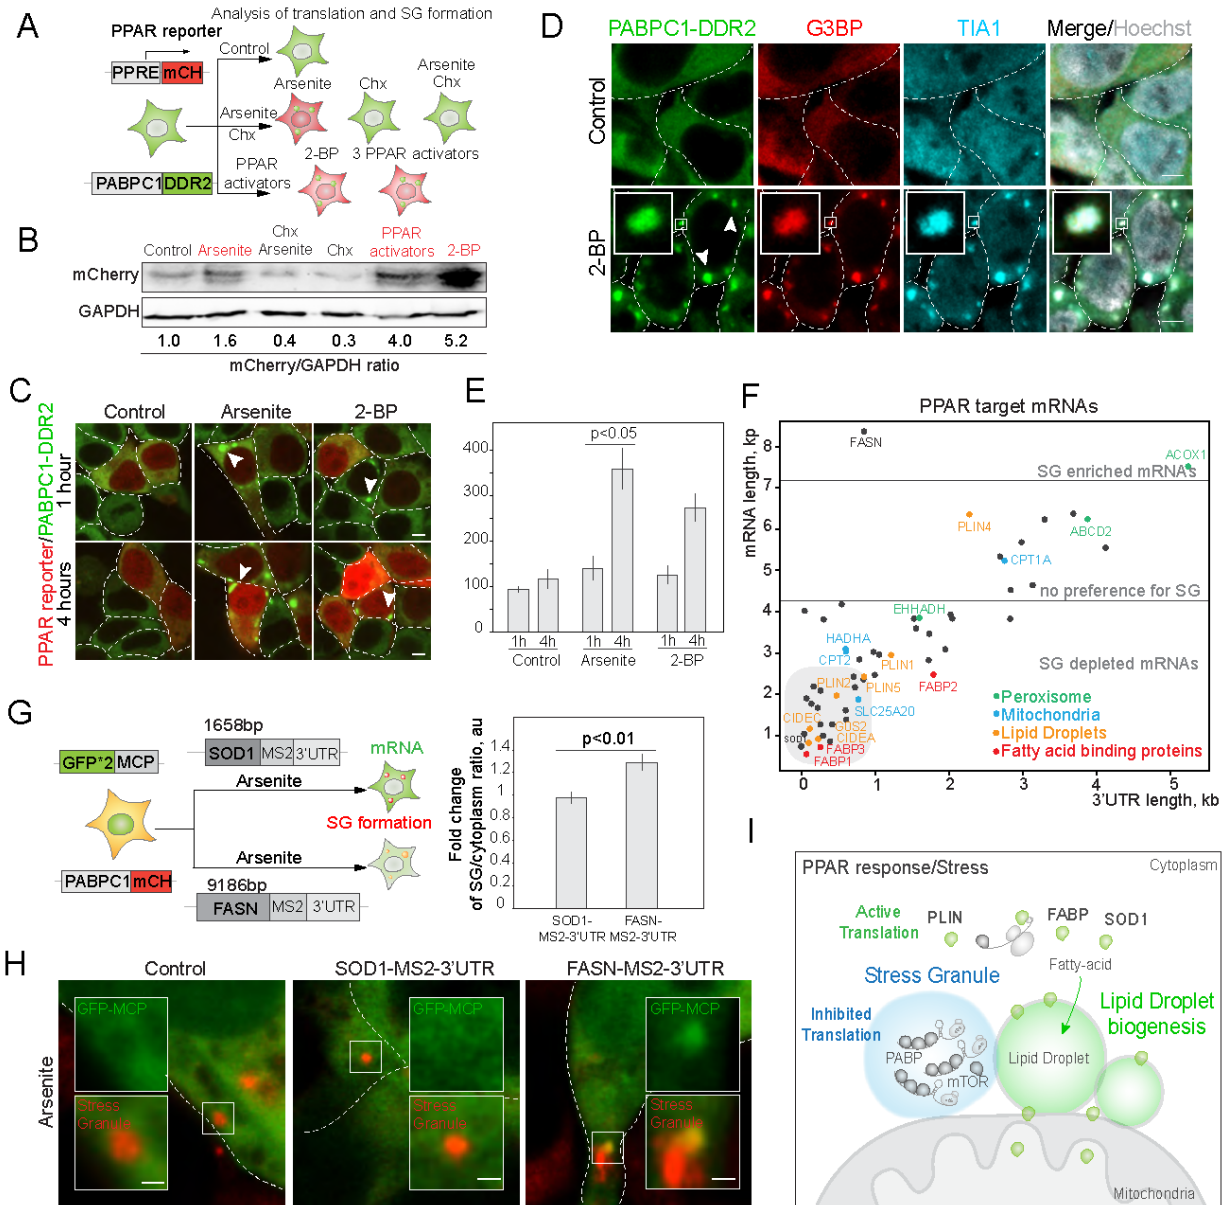 A
Analysis of translation and SG formation
PPAR reporter
PPRE mCH
Control
Arsenite
Chx
Arsenite
Chx
Arsenite
Chx
2-BP
3 PPAR activators
PPAR
activators
PABPC1 DDR2
B
Control
Arsenite
Chx
Arsenite
Chx
PPAR
activators
2-BP
mCherry
GAPDH
1.0 1.6 0.4 0.3 4.0 5.2
mCherry/GAPDH ratio
C
Control Arsenite 2-BP
PPAR reporter/PABPC1-DDR2
1 hour
4 hours
D
PABPC1-DDR2 G3BP TIA1 Merge/Hoechst
Control
2-BP
E
p<0.05
400
300
200
100
0
1h 4h 1h 4h 1h 4h
Control Arsenite 2-BP
F
PPAR target mRNAs
mRNA length, kp
8
7
6
5
4
3
2
1
FASN
ACOX1
SG enriched mRNAs
PLIN4
ABCD2
CPT1A
no preference for SG
EHHADH
HADHA
CPT2
PLIN1
SG depleted mRNAs
PLIN2
PLIN5
FABP2
SLC25A20
CIDEC
GUS2
CIDEA
SOD1
FABP3
FABP1
Peroxisome
Mitochondria
Lipid Droplets
Fatty acid binding proteins
0 1 2 3 4 5
3'UTR length, kb
G
1658bp
SOD1 MS2 3'UTR
GFP*2 MCP
mRNA
Arsenite
SG formation
Arsenite
PABPC1 mCH
9186bp
FASN MS2 3'UTR
Fold change
of SG/cytoplasm ratio, au
p<0.01
1.4
1.2
1
0.8
0.6
0.4
0.2
0
SOD1-
MS2-3'UTR
FASN-
MS2-3'UTR
H
Control SOD1-MS2-3'UTR FASN-MS2-3'UTR
Arsenite
GFP-MCP
GFP-MCP
GFP-MCP
Stress
Granule
Stress
Granule
Stress
Granule
I
PPAR response/Stress
Cytoplasm
Active
Translation
PLIN
FABP
SOD1
Fatty-acid
Stress Granule
Inhibited
Translation
PABP
mTOR
Lipid Droplet
biogenesis
Lipid Droplet
Mitochondria